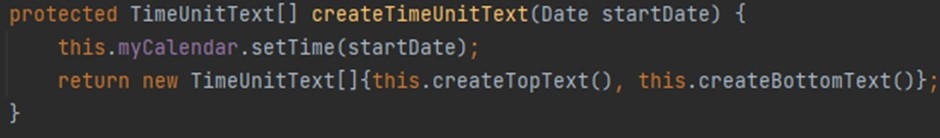 protected TimeUnitText[] createTimeUnitText(Date startDate) {
    this.myCalendar.setTime(startDate);
    return new TimeUnitText[]{this.createTopText(), this.createBottomText()};
}